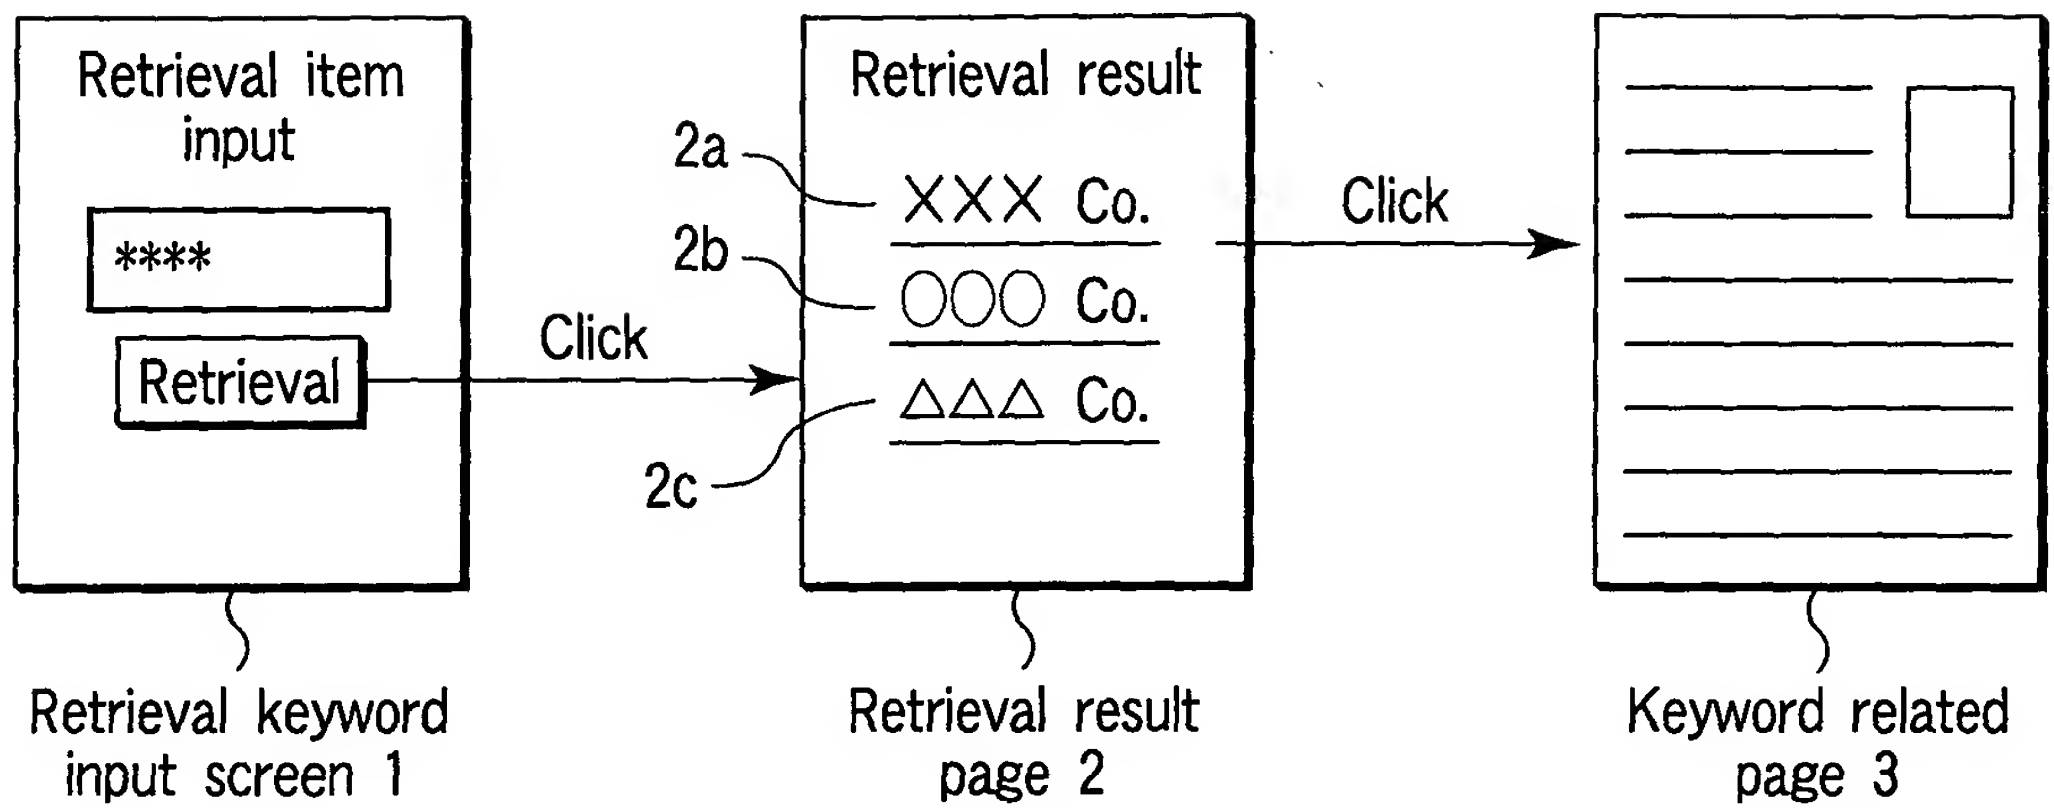 Retrieval item
input
****
Retrieval
Retrieval keyword
input screen 1
Click
Retrieval result
2a
XXX Co.
2b
○○○ Co.
2c
△△△ Co.
Retrieval result
page 2
Click
Keyword related
page 3